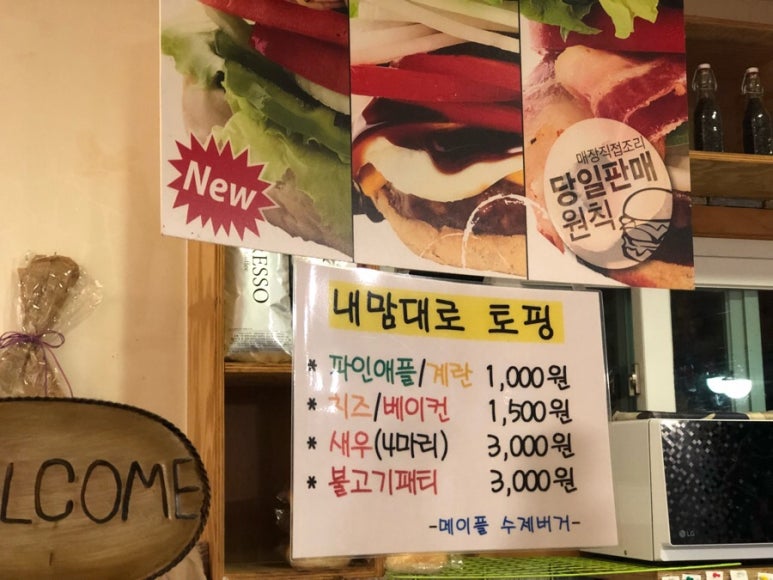 New
매장직접조리
당일판매
원칙
RESSO
내맘대로 토핑
* 파인애플/계란 1,000원
* 치즈/베이컨 1,500원
* 새우(4마리) 3,000원
* 불고기패티 3,000원
-메이플 수제버거-
LCOME
LG